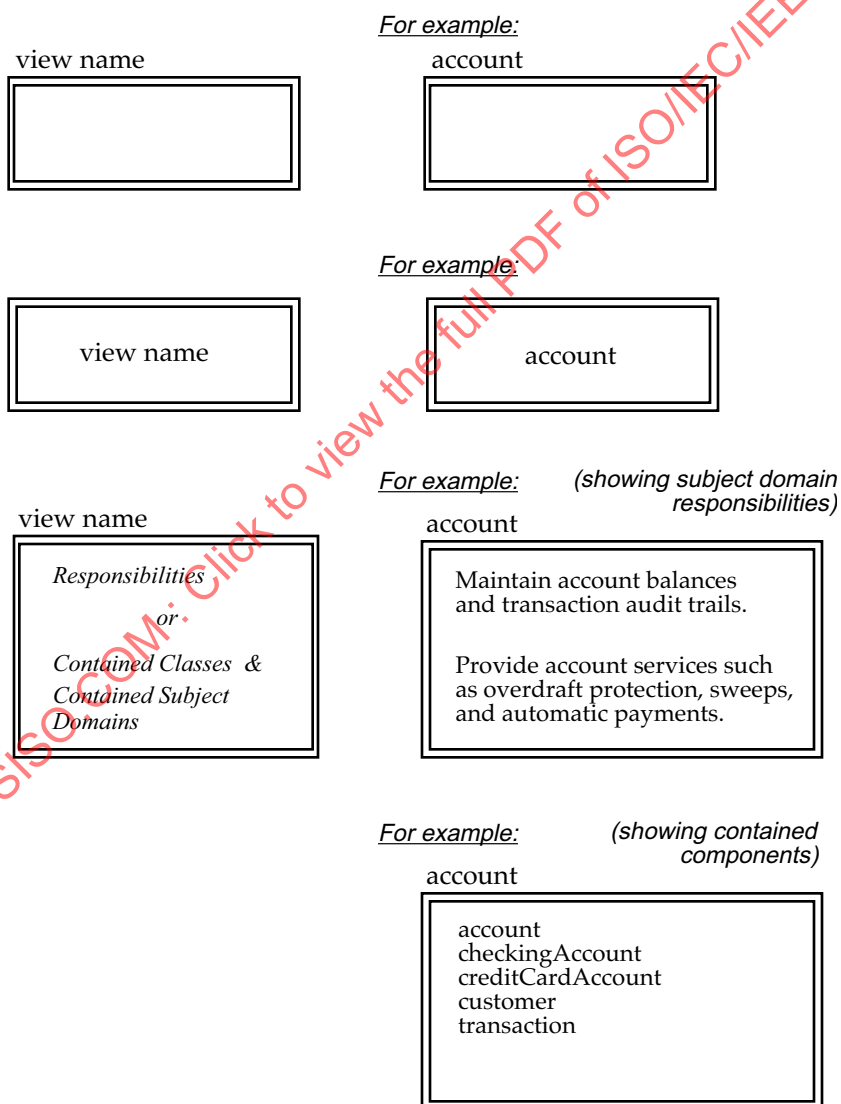 For example:
view name
account
For example:
view name
account
For example:
(showing subject domain
responsibilities)
view name
account
Responsibilities
or
Contained Classes &
Contained Subject
Domains
Maintain account balances
and transaction audit trails.
Provide account services such
as overdraft protection, sweeps,
and automatic payments.
For example:
(showing contained
components)
account
account
checkingAccount
creditCardAccount
customer
transaction
SISO.COM : Click to view the full PDF of ISO/IEC/IEE